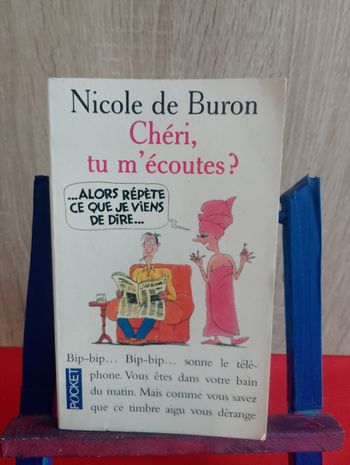 Nicole de Buron
Chéri,
tu m'écoutes ?
...ALORS RÉPÈTE
CE QUE JE VIENS
DE DIRE...
Bip-bip... Bip-bip... sonne le télé-
phone. Vous êtes dans votre bain
du matin. Mais comme vous savez
que ce timbre aigu vous dérange
POCKET